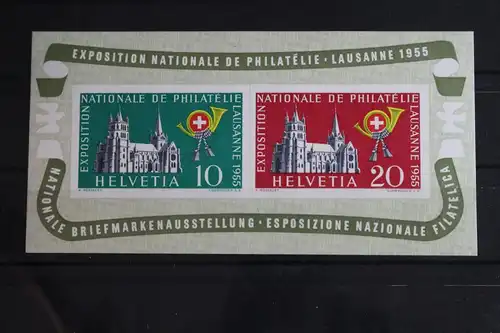 EXPOSITION NATIONALE DE PHILATÉLIE · LAUSANNE 1955
EXPOSITION
NATIONALE DE PHILATÉLIE
LAUSANNE 1955
10
HELVETIA
EXPOSITION
NATIONALE DE PHILATÉLIE
LAUSANNE 1955
20
HELVETIA
NATIONALE BRIEFMARKENAUSSTELLUNG · ESPOSIZIONE NAZIONALE FILATELICA